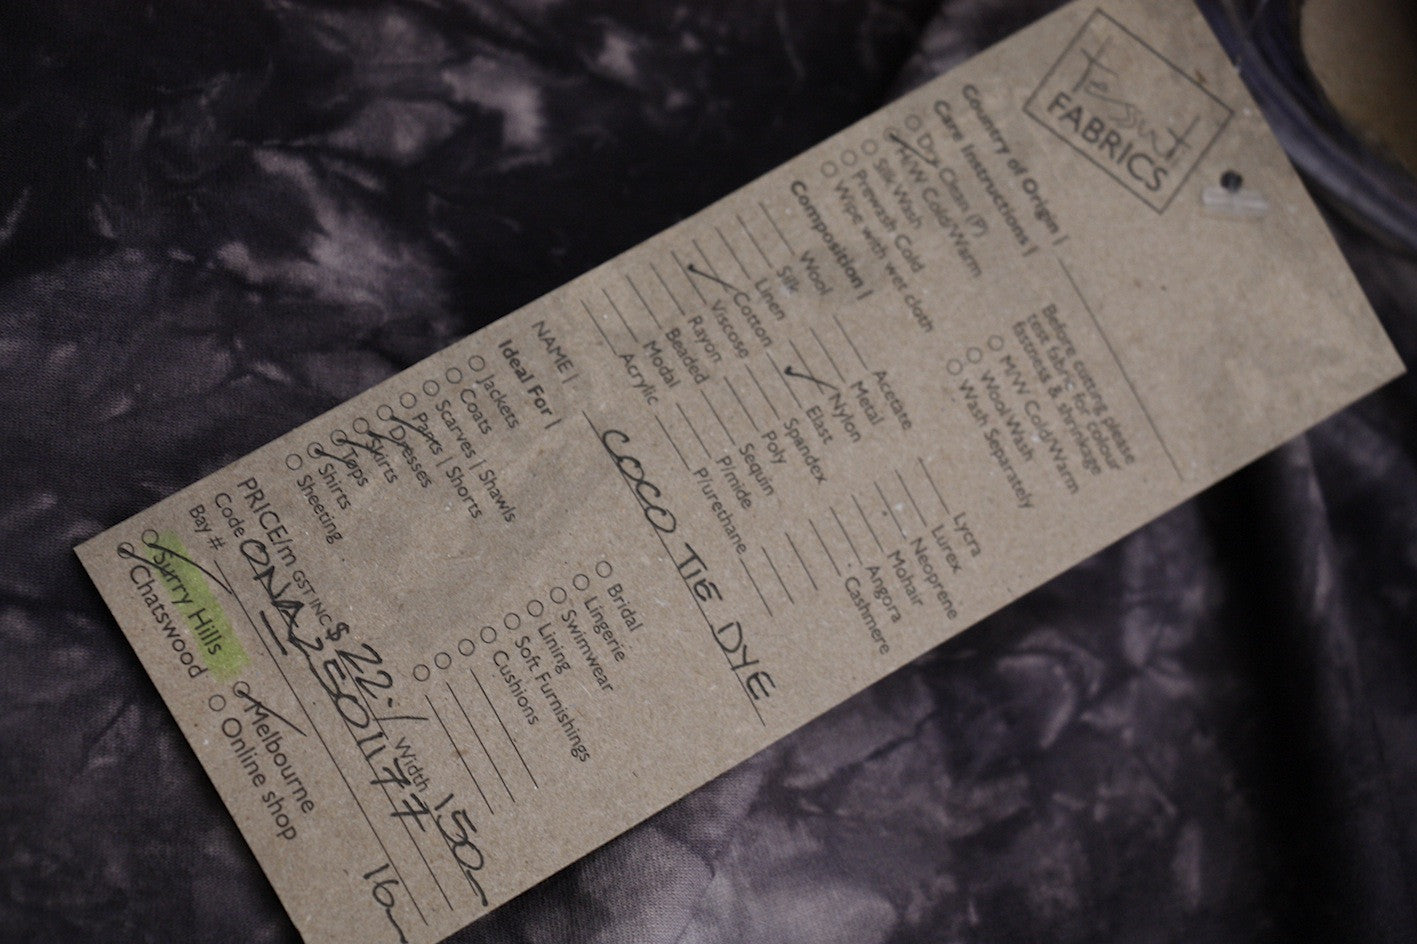 Tessuti
FABRICS
Country of Origin |
Care Instructions |
Dry Clean (P)
H/W Cold/Warm
Silk Wash
Prewash Cold
Wipe with wet cloth
Before cutting please
test fabric for colour
fastning & shrinkage
M/W Cold/Warm
Wool Wash
Wash Separately
Composition |
Wool
Silk
Linen
✓ Cotton
Viscose
Rayon
Beaded
Modal
Acrylic
Acetate
Metal
✓ Nylon
Elast
Spandex
Poly
Sequin
P/mide
P/urethane
Lycra
Lurex
Neoprene
Mohair
Angora
Cashmere
NAME | COCO TIE DYE
Ideal For |
Jackets
Coats
Scarves | Shawls
Pants | Shorts
Dresses
Skirts
Tops
Shirts
Sheeting
Bridal
Lingerie
Swimwear
Lining
Soft Furnishings
Cushions
PRICE/m GST INC $ 22.- / Width 150
Code ONA2501177
Bay # 16
Surry Hills
Chatswood
Melbourne
Online shop